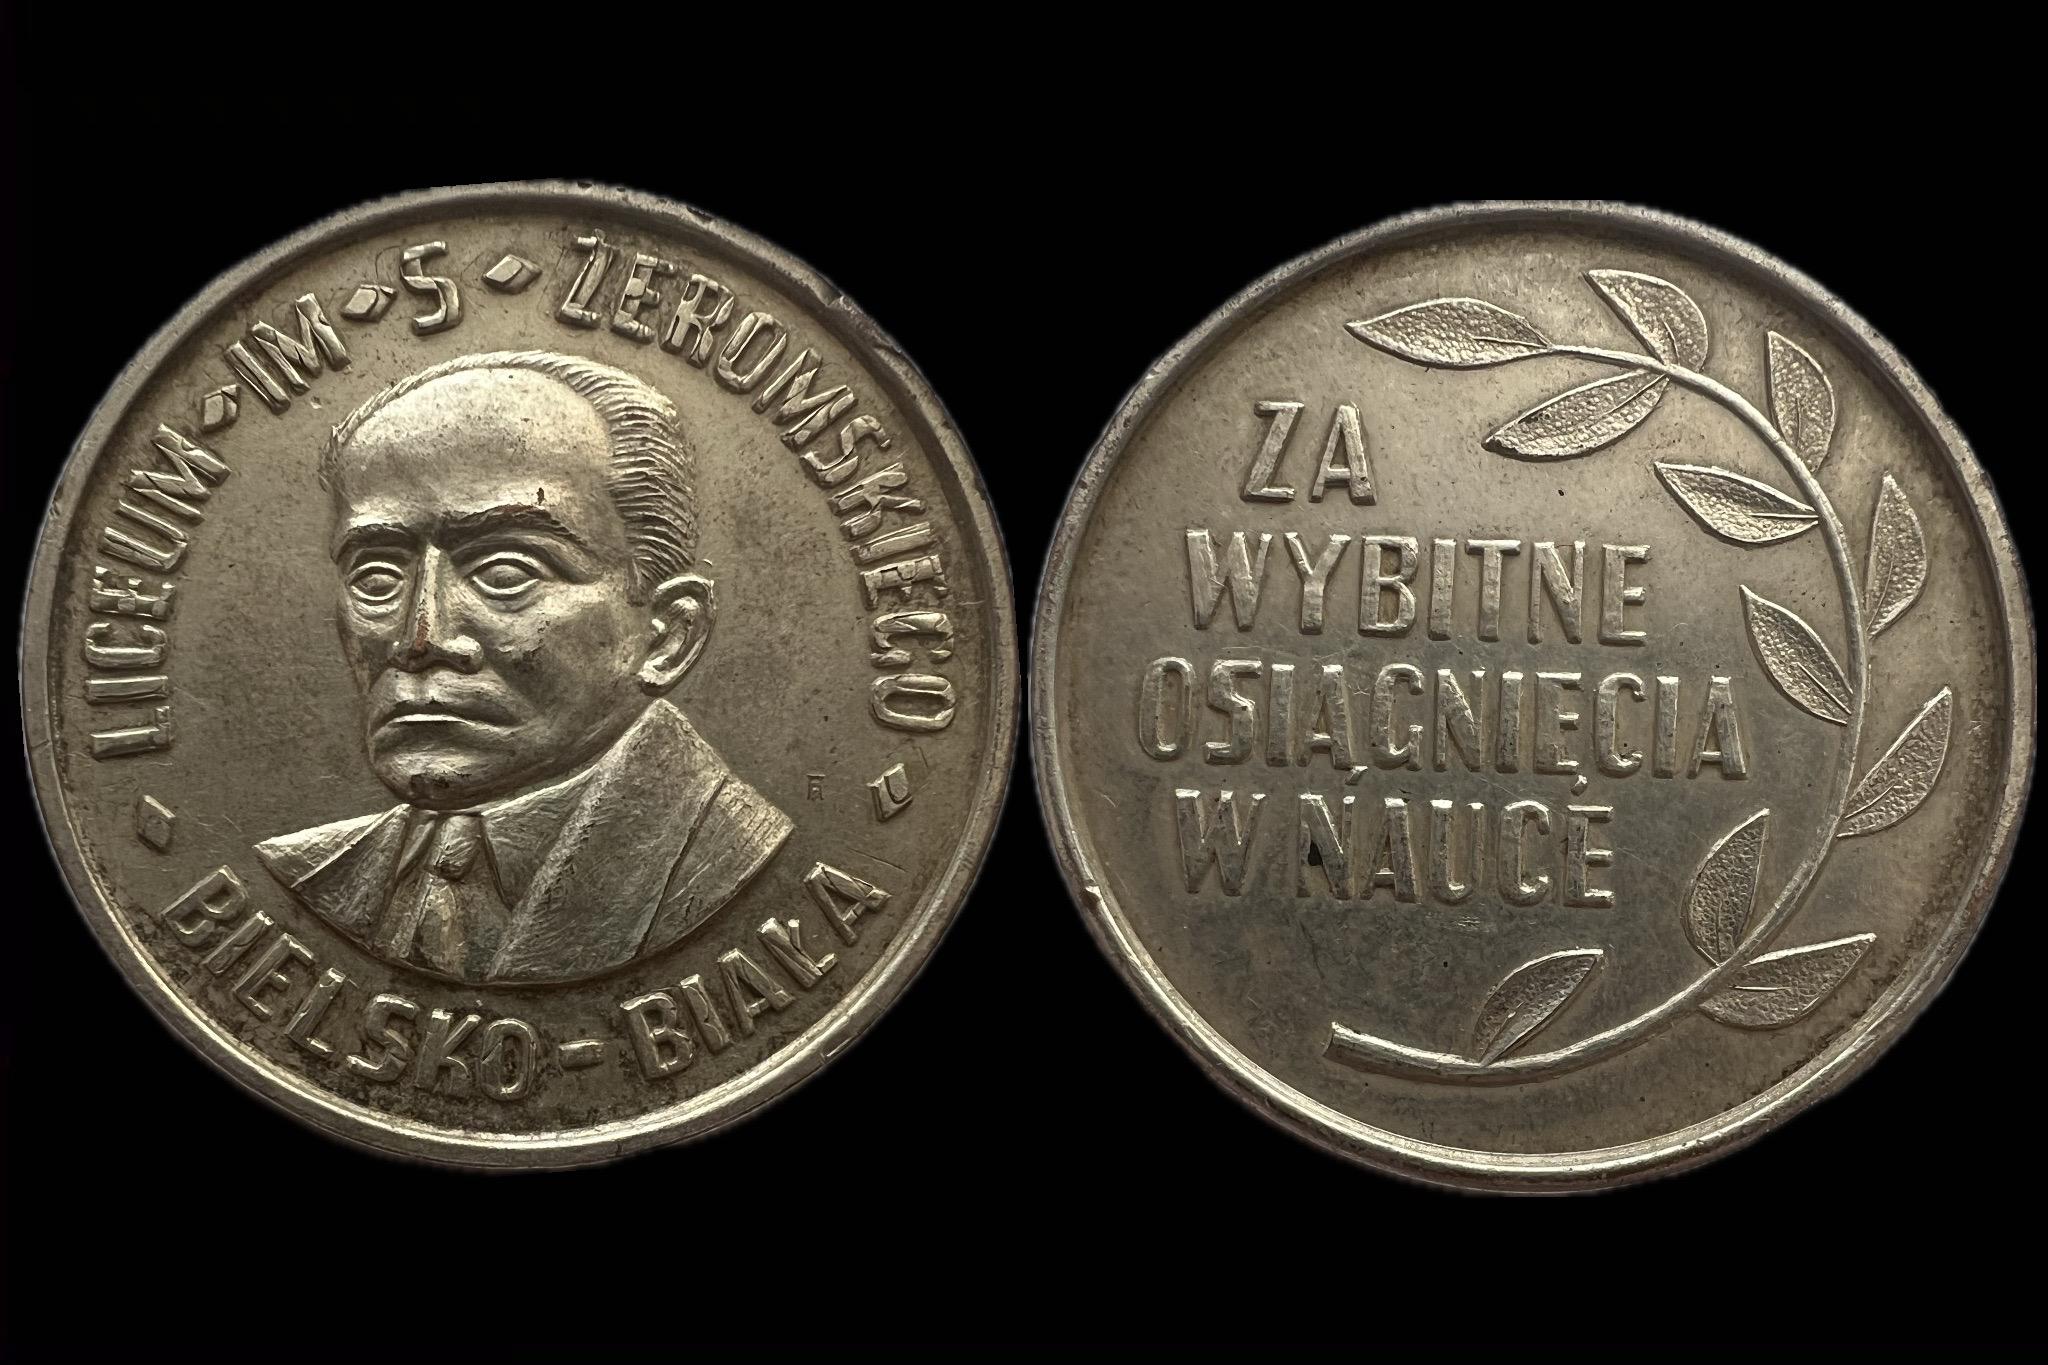 LICEUM IM S ŻEROMSKIEGO
BIELSKO-BIAŁA
ZA
WYBITNE
OSIĄGNIĘCIA
W NAUCE